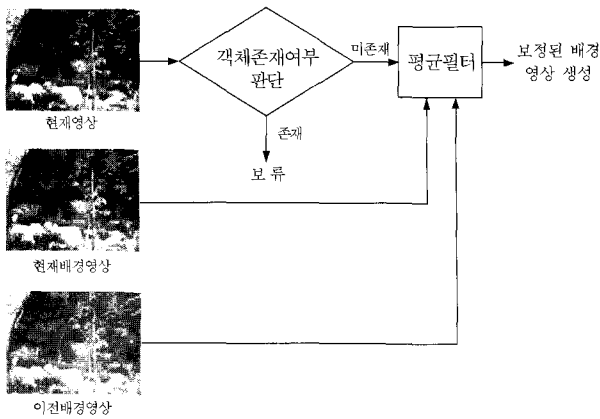 객체존재여부
판단
미존재
평균필터
보정된 배경
영상 생성
현재영상
존재
보 류
현재배경영상
이전배경영상